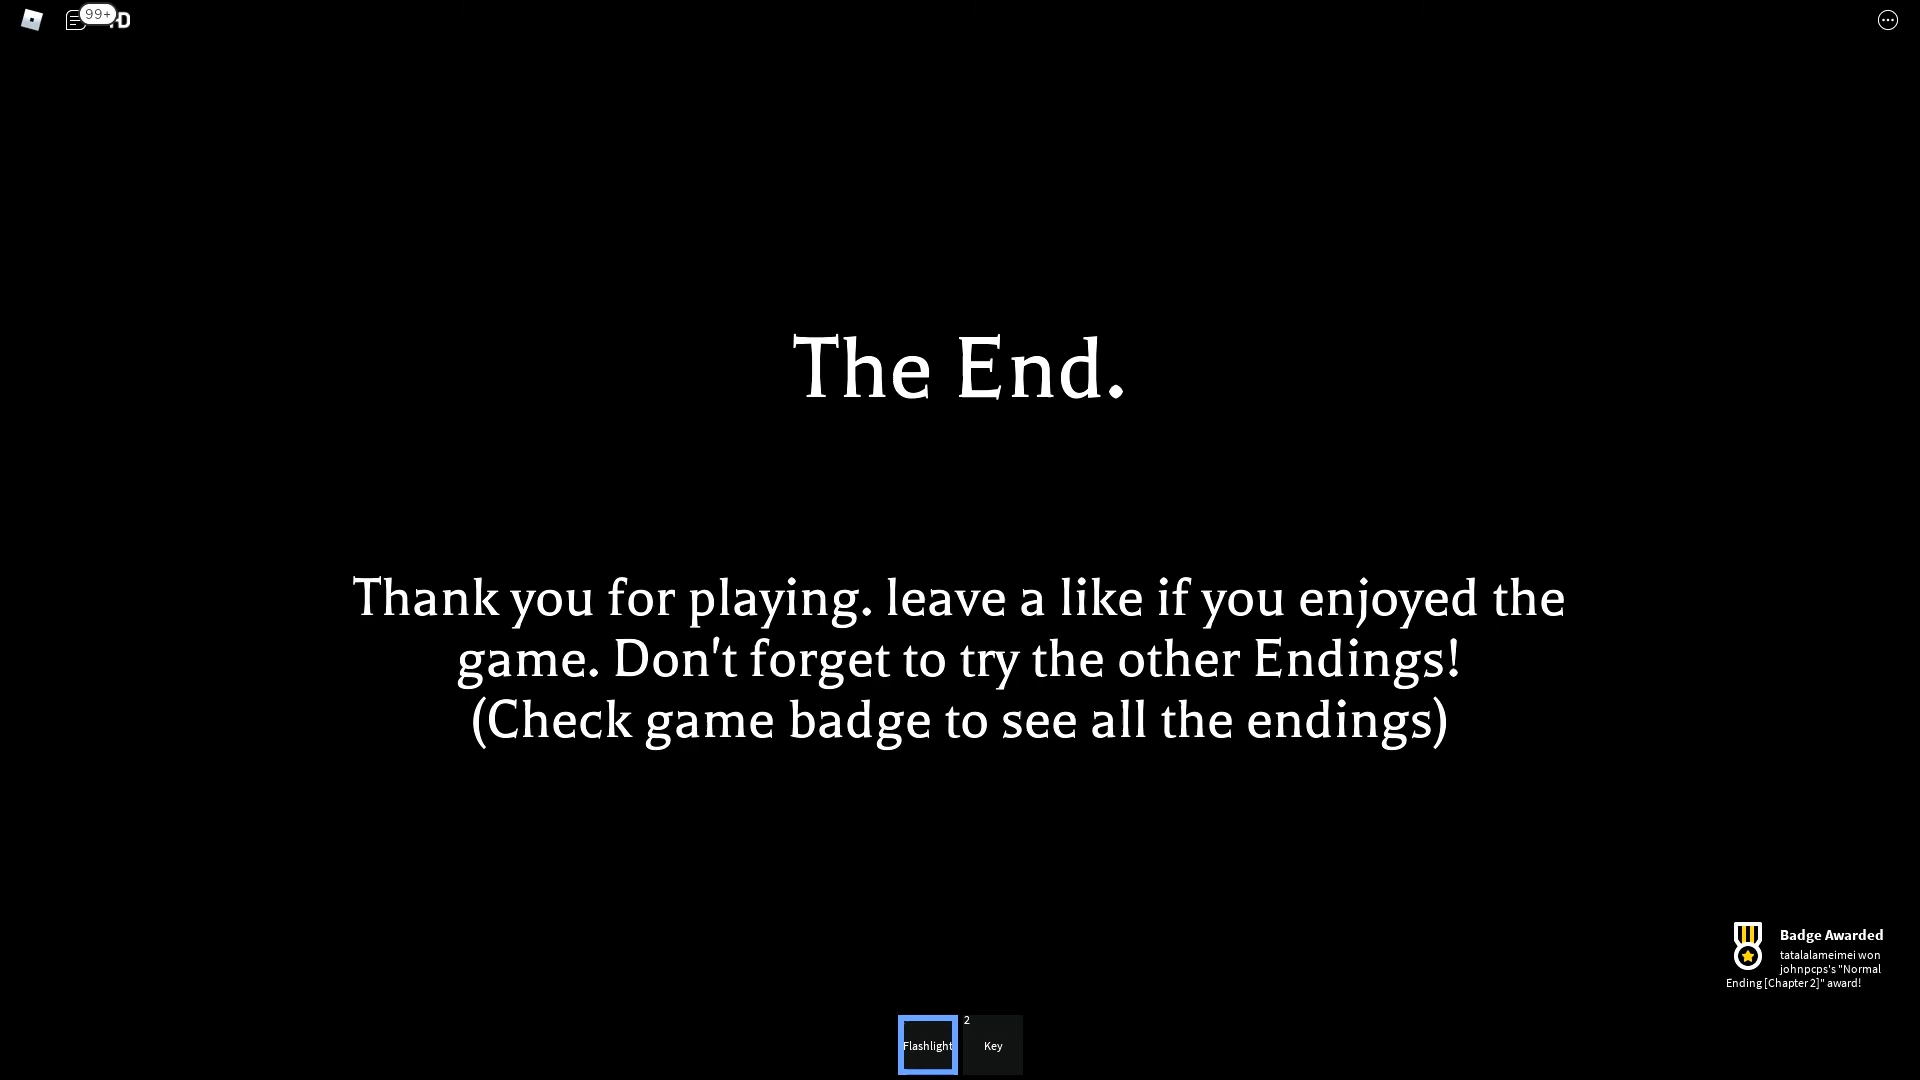 99+
The End.
Thank you for playing. leave a like if you enjoyed the
game. Don't forget to try the other Endings!
(Check game badge to see all the endings)
Badge Awarded
tatalalameimei won
johnpcps's "Normal
Ending [Chapter 2]" award!
Flashlight
2
Key